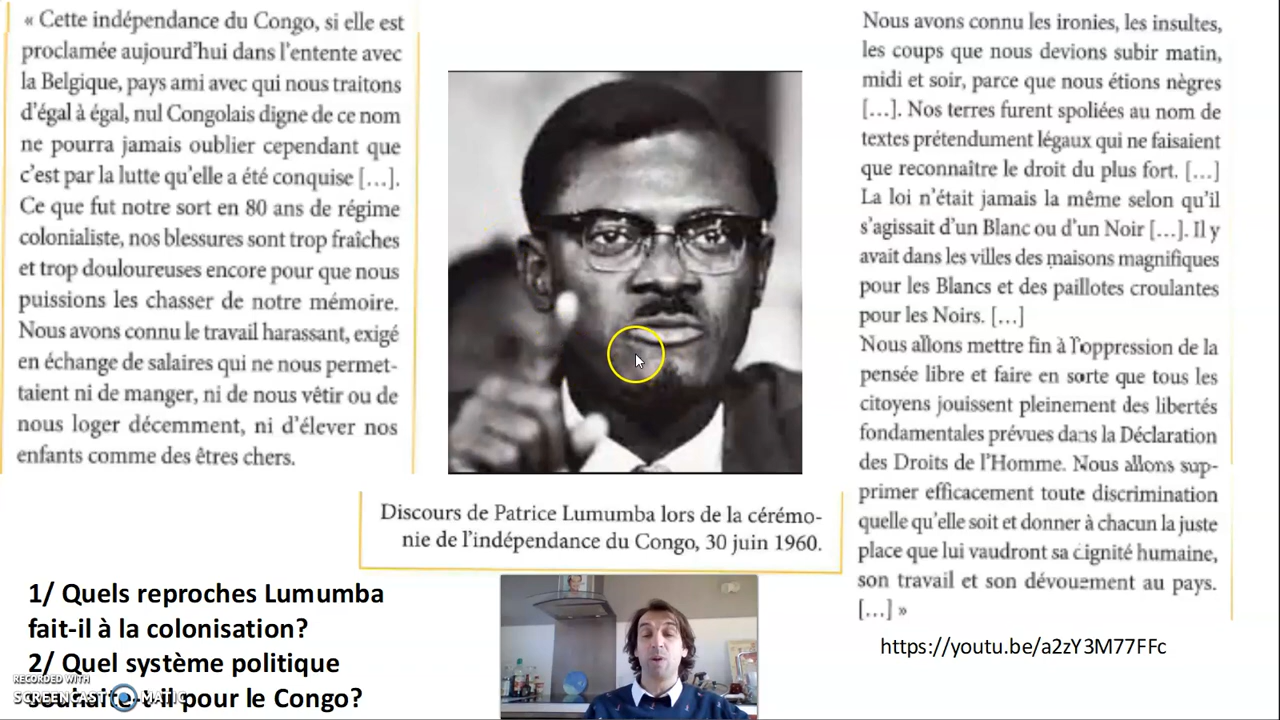 « Cette indépendance du Congo, si elle est
proclamée aujourd'hui dans l'entente avec
la Belgique, pays ami avec qui nous traitons
d'égal à égal, nul Congolais digne de ce nom
ne pourra jamais oublier cependant que
c'est par la lutte qu'elle a été conquise [...].
Ce que fut notre sort en 80 ans de régime
colonialiste, nos blessures sont trop fraîches
et trop douloureuses encore pour que nous
puissions les chasser de notre mémoire.
Nous avons connu le travail harassant, exigé
en échange de salaires qui ne nous permet-
taient ni de manger, ni de nous vêtir ou de
nous loger décemment, ni d'élever nos
enfants comme des êtres chers.
Nous avons connu les ironies, les insultes,
les coups que nous devions subir matin,
midi et soir, parce que nous étions nègres
[...]. Nos terres furent spoliées au nom de
textes prétendument légaux qui ne faisaient
que reconnaître le droit du plus fort. [...]
La loi n'était jamais la même selon qu'il
s'agissait d'un Blanc ou d'un Noir [...]. Il y
avait dans les villes des maisons magnifiques
pour les Blancs et des paillotes croulantes
pour les Noirs. [...]
Nous allons mettre fin à l'oppression de la
pensée libre et faire en sorte que tous les
citoyens jouissent pleinement des libertés
fondamentales prévues dans la Déclaration
des Droits de l'Homme. Nous allons sup-
primer efficacement toute discrimination
quelle qu'elle soit et donner à chacun la juste
place que lui vaudront sa dignité humaine,
son travail et son dévouement au pays.
[...] »
Discours de Patrice Lumumba lors de la cérémo-
nie de l'indépendance du Congo, 30 juin 1960.
1/ Quels reproches Lumumba
fait-il à la colonisation?
2/ Quel système politique
souhaite-t-il pour le Congo?
RECORDED WITH
SCREENCAST-O-MATIC
https://youtu.be/a2zY3M77FFc